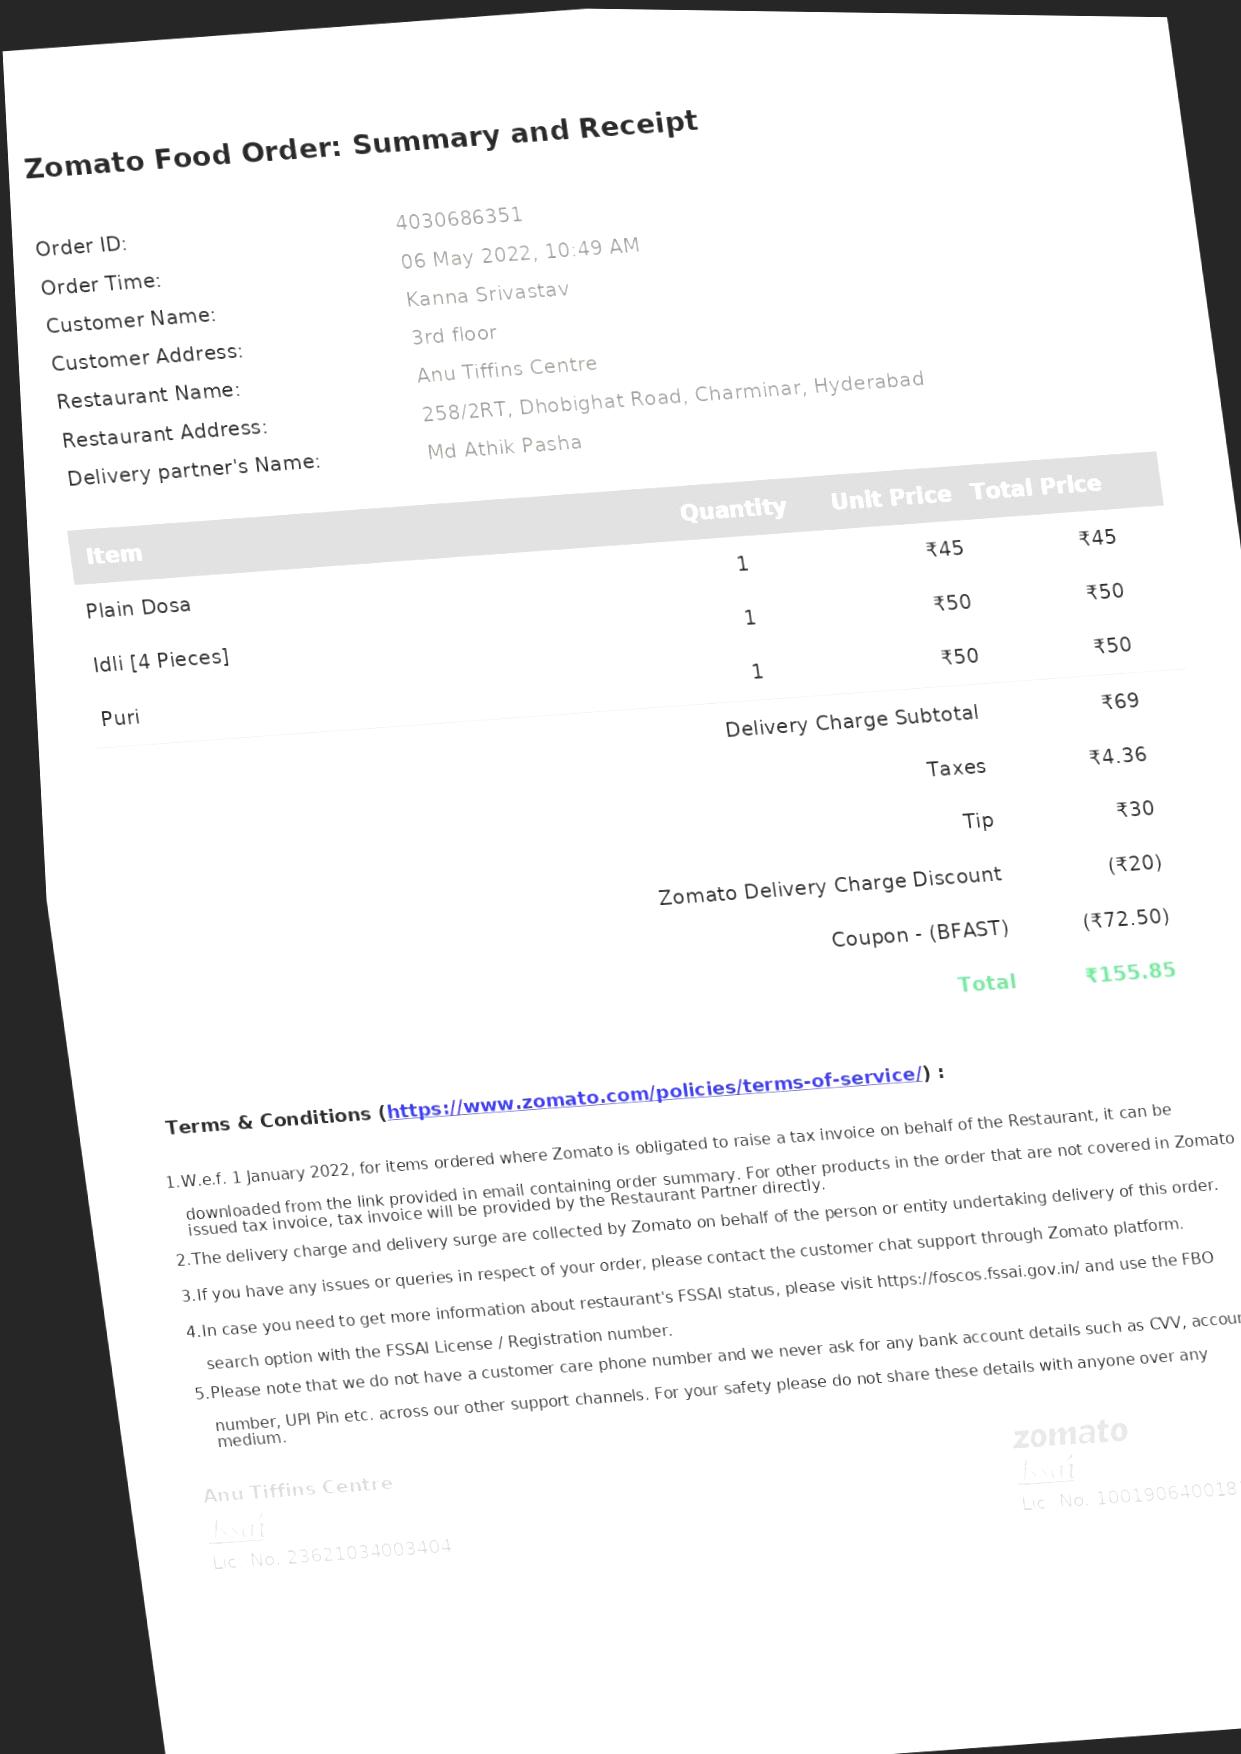 Zomato Food Order: Summary and Receipt
Order ID: 4030686351
Order Time: 06 May 2022, 10:49 AM
Customer Name: Kanna Srivastav
Customer Address: 3rd floor
Restaurant Name: Anu Tiffins Centre
Restaurant Address: 258/2RT, Dhobighat Road, Charminar, Hyderabad
Delivery partner's Name: Md Athik Pasha
Item Quantity Unit Price Total Price
Plain Dosa 1 ₹45 ₹45
Idli [4 Pieces] 1 ₹50 ₹50
Puri 1 ₹50 ₹50
Delivery Charge Subtotal ₹69
Taxes ₹4.36
Tip ₹30
Zomato Delivery Charge Discount (₹20)
Coupon - (BFAST) (₹72.50)
Total ₹155.85
Terms & Conditions (https://www.zomato.com/policies/terms-of-service/) :
1.W.e.f. 1 January 2022, for items ordered where Zomato is obligated to raise a tax invoice on behalf of the Restaurant, it can be
downloaded from the link provided in email containing order summary. For other products in the order that are not covered in Zomato
issued tax invoice, tax invoice will be provided by the Restaurant Partner directly.
2.The delivery charge and delivery surge are collected by Zomato on behalf of the person or entity undertaking delivery of this order.
3.If you have any issues or queries in respect of your order, please contact the customer chat support through Zomato platform.
4.In case you need to get more information about restaurant's FSSAI status, please visit https://foscos.fssai.gov.in/ and use the FBO
search option with the FSSAI License / Registration number.
5.Please note that we do not have a customer care phone number and we never ask for any bank account details such as CVV, accoun
number, UPI Pin etc. across our other support channels. For your safety please do not share these details with anyone over any
medium.
zomato
fssai
Lic. No. 100190640018
Anu Tiffins Centre
fssai
Lic. No. 23621034003404